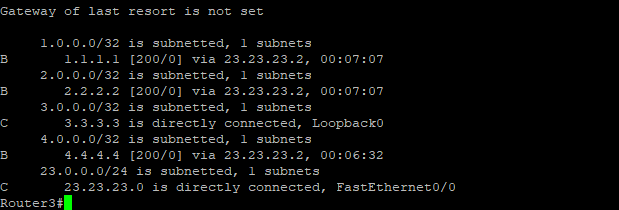 Gateway of last resort is not set
     1.0.0.0/32 is subnetted, 1 subnets
B       1.1.1.1 [200/0] via 23.23.23.2, 00:07:07
     2.0.0.0/32 is subnetted, 1 subnets
B       2.2.2.2 [200/0] via 23.23.23.2, 00:07:07
     3.0.0.0/32 is subnetted, 1 subnets
C       3.3.3.3 is directly connected, Loopback0
     4.0.0.0/32 is subnetted, 1 subnets
B       4.4.4.4 [200/0] via 23.23.23.2, 00:06:32
     23.0.0.0/24 is subnetted, 1 subnets
C       23.23.23.0 is directly connected, FastEthernet0/0
Router3#